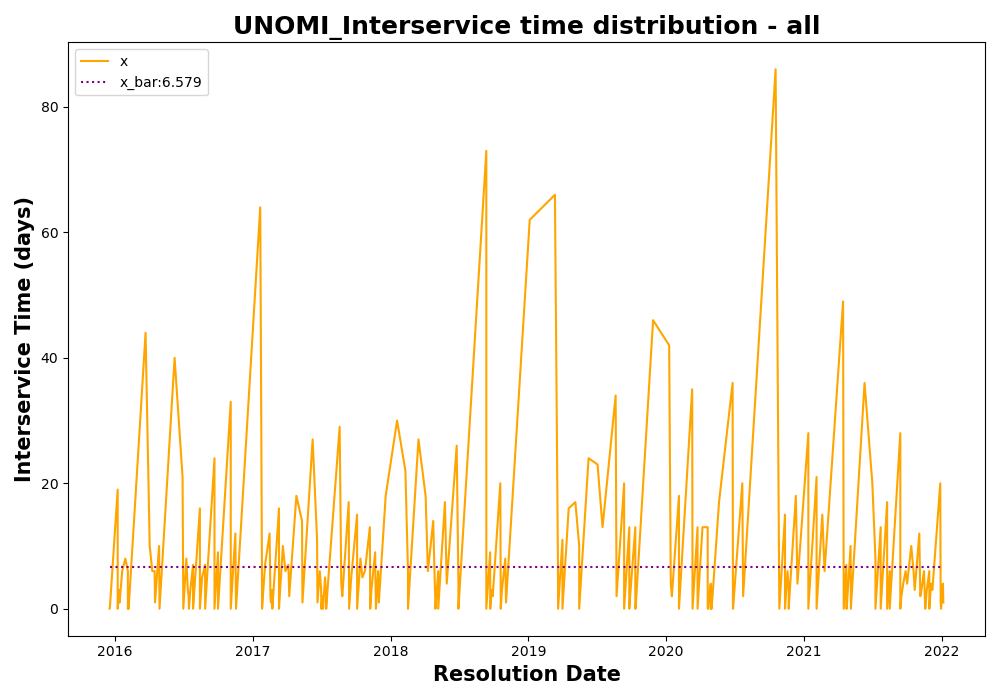 UNOMI_Interservice time distribution - all
x
x_bar:6.579
Interservice Time (days)
80
60
40
20
0
2016 2017 2018 2019 2020 2021 2022
Resolution Date